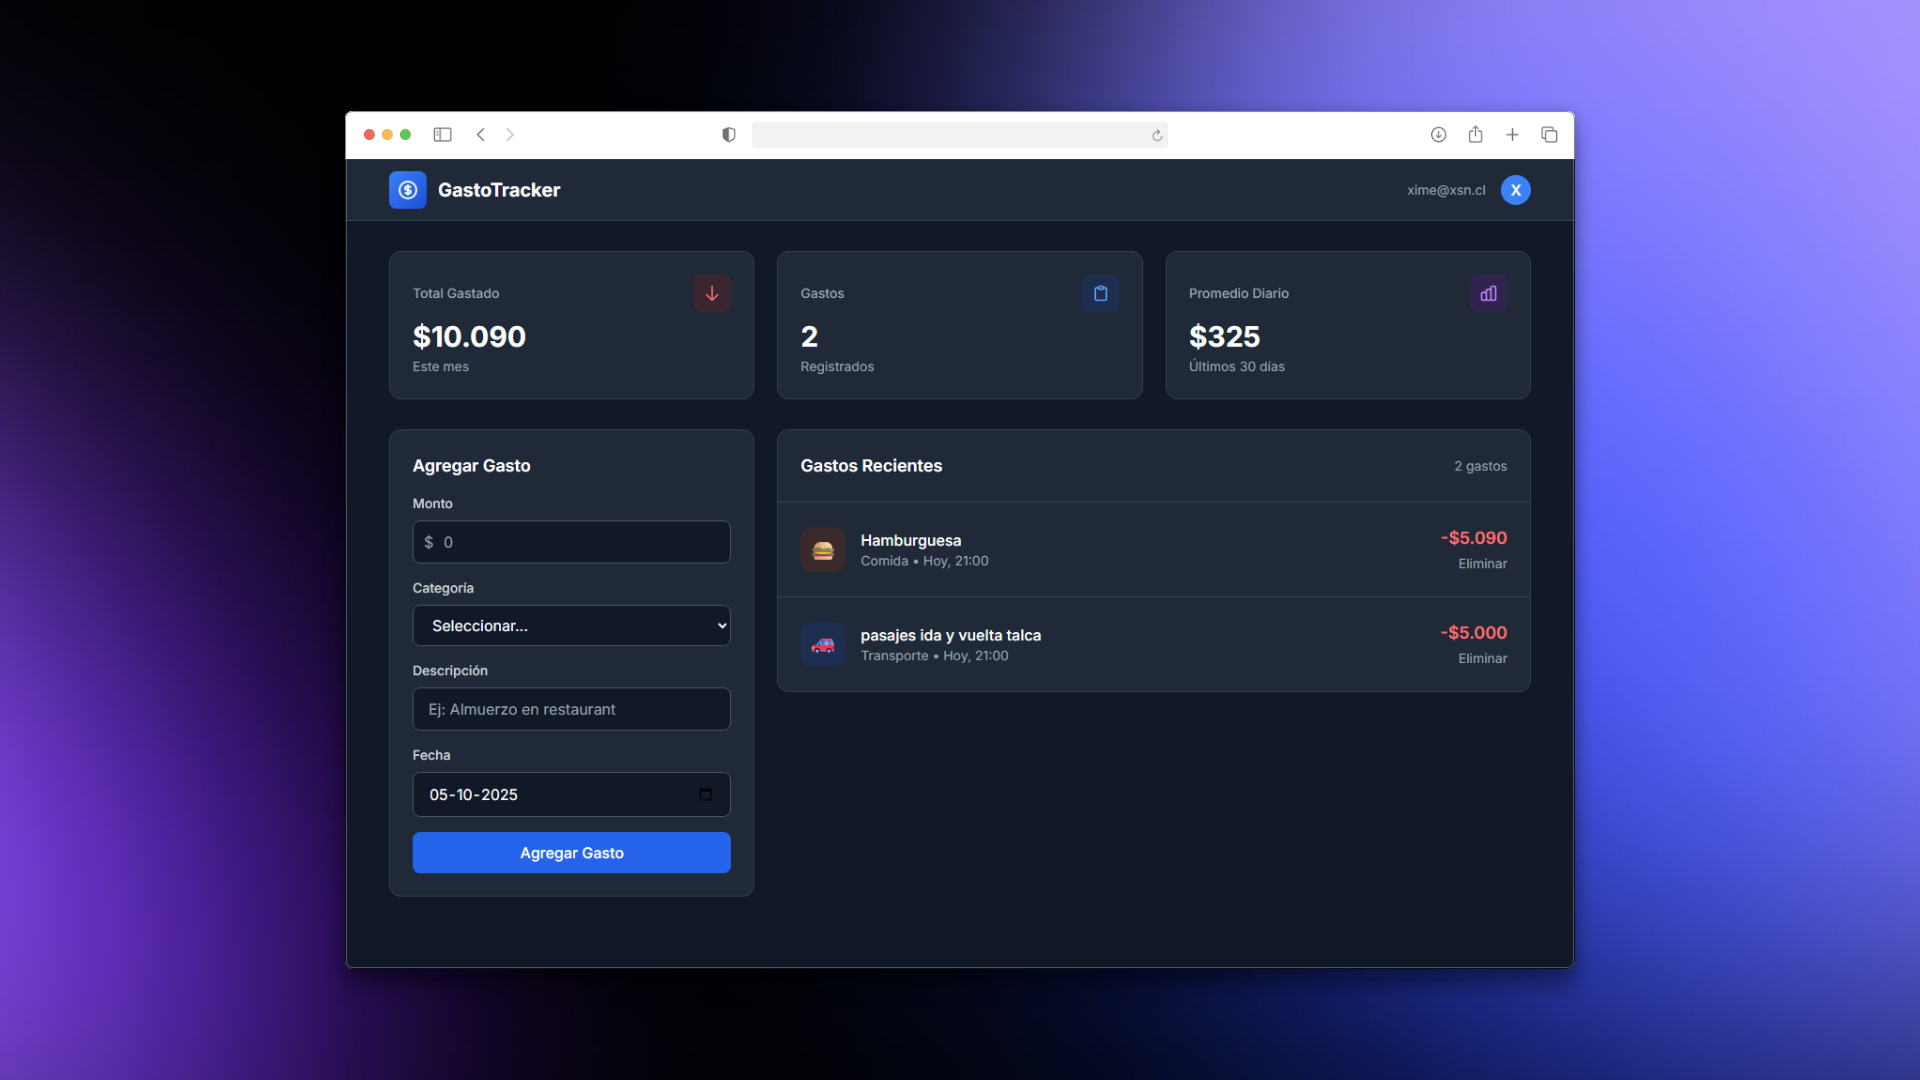 GastoTracker
xime@xsn.cl
X
Total Gastado
$10.090
Este mes
Gastos
2
Registrados
Promedio Diario
$325
Últimos 30 días
Agregar Gasto
Monto
$ 0
Categoría
Seleccionar...
Descripción
Ej: Almuerzo en restaurant
Fecha
05-10-2025
Agregar Gasto
Gastos Recientes
2 gastos
Hamburguesa
Comida • Hoy, 21:00
-$5.090
Eliminar
pasajes ida y vuelta talca
Transporte • Hoy, 21:00
-$5.000
Eliminar